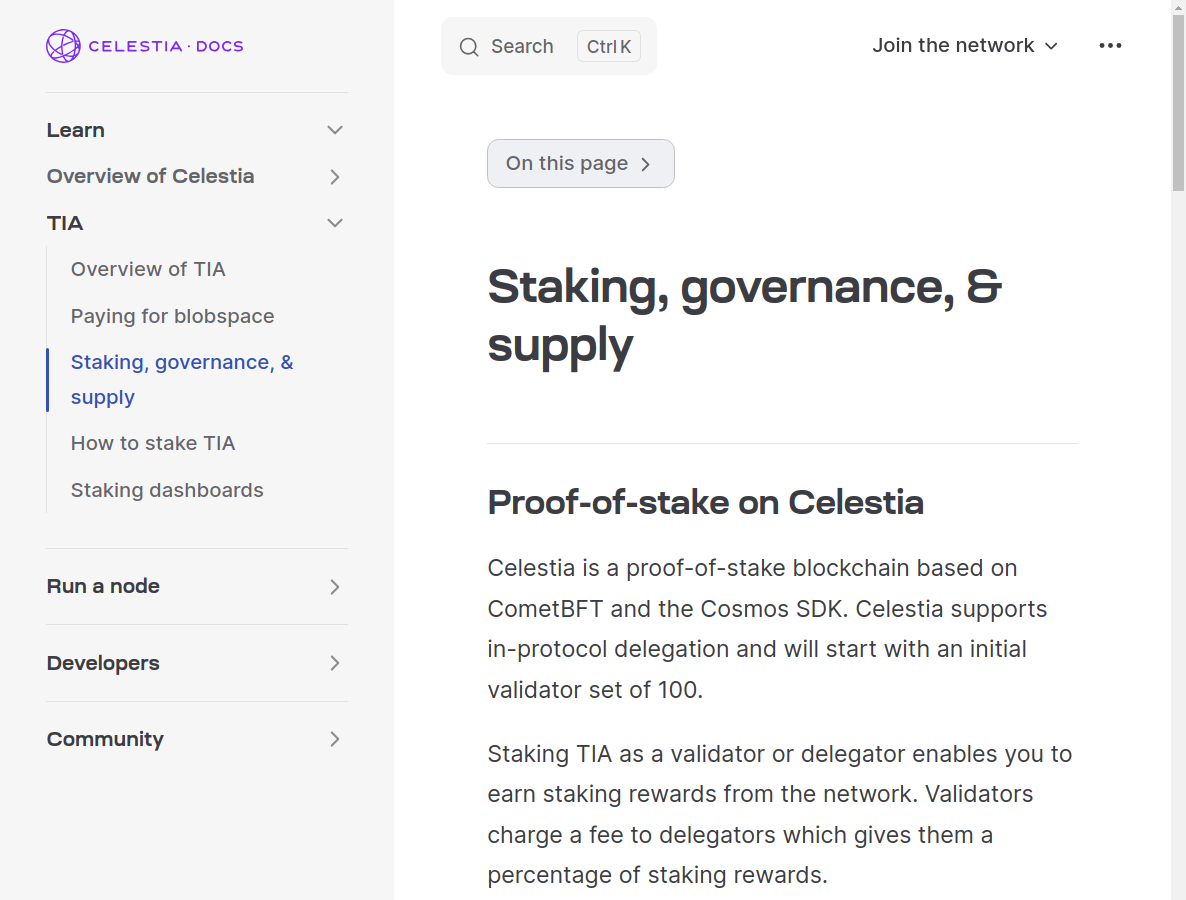 CELESTIA · DOCS
Search
Ctrl K
Join the network
Learn
Overview of Celestia
TIA
Overview of TIA
Paying for blobspace
Staking, governance, &
supply
How to stake TIA
Staking dashboards
Run a node
Developers
Community
On this page
Staking, governance, &
supply
Proof-of-stake on Celestia
Celestia is a proof-of-stake blockchain based on
CometBFT and the Cosmos SDK. Celestia supports
in-protocol delegation and will start with an initial
validator set of 100.
Staking TIA as a validator or delegator enables you to
earn staking rewards from the network. Validators
charge a fee to delegators which gives them a
percentage of staking rewards.